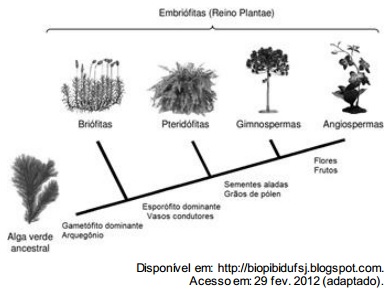 Embriófitas (Reino Plantae)
Briófitas
Pteridófitas
Gimnospermas
Angiospermas
Flores
Frutos
Sementes aladas
Grãos de pólen
Esporófito dominante
Vasos condutores
Gametófito dominante
Arquegônio
Alga verde
ancestral
Disponível em: http://biopibidufsj.blogspot.com.
Acesso em: 29 fev. 2012 (adaptado).